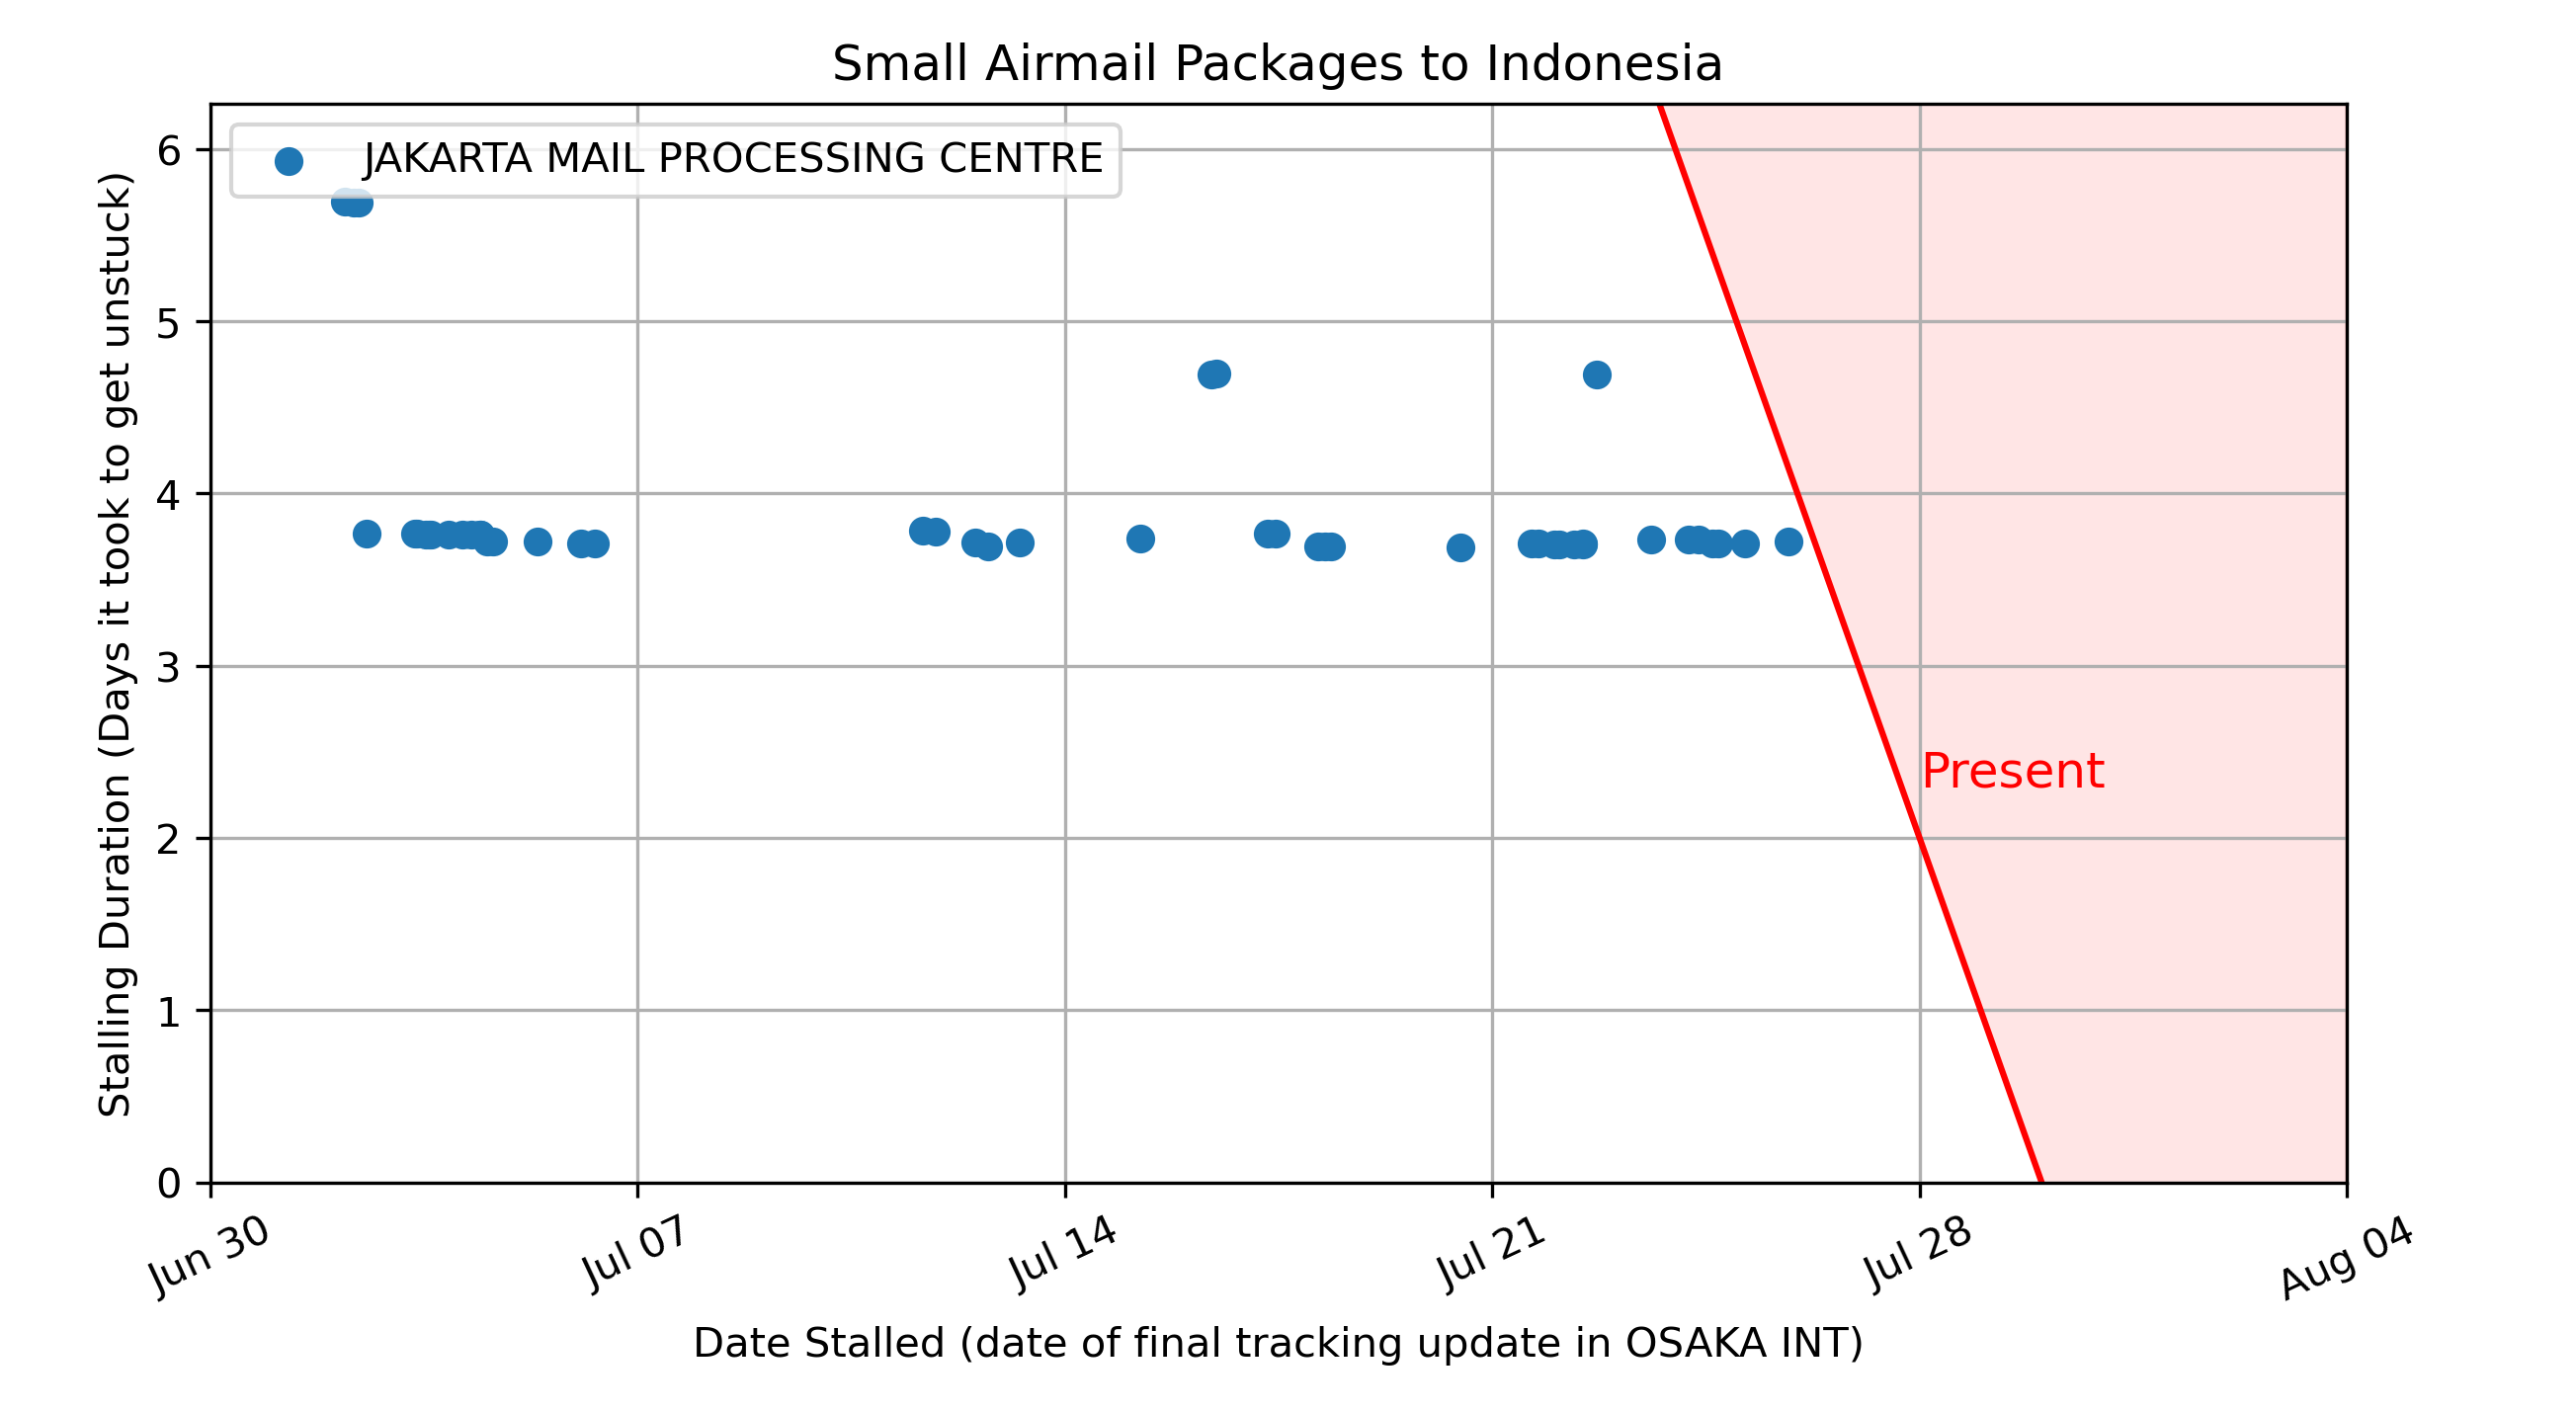 Small Airmail Packages to Indonesia
JAKARTA MAIL PROCESSING CENTRE
Stalling Duration (Days it took to get unstuck)
6
5
4
3
2
1
0
Present
Jun 30
Jul 07
Jul 14
Jul 21
Jul 28
Aug 04
Date Stalled (date of final tracking update in OSAKA INT)